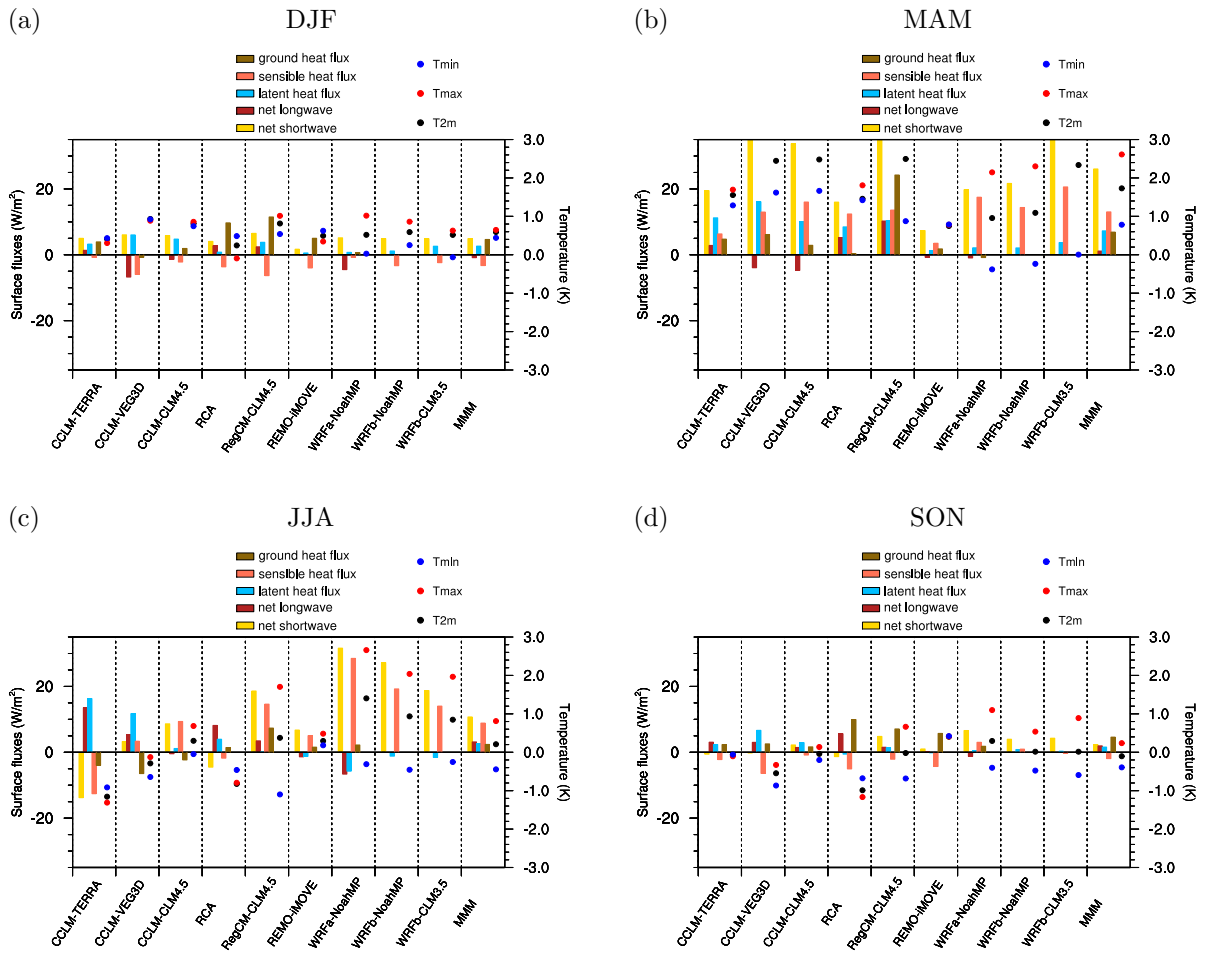 (a)
DJF
ground heat flux
sensible heat flux
latent heat flux
net longwave
net shortwave
Tmin
Tmax
T2m
Surface fluxes (W/m²)
20
0
-20
3.0
2.0
1.0
0.0
-1.0
-2.0
-3.0
Temperature (K)
CCLM-TERRA
CCLM-VEG3D
CCLM-CLM4.5
RCA
RegCM-CLM4.5
REMO-iMOVE
WRFa-NoahMP
WRFb-NoahMP
WRFb-CLM3.5
MMM
(b)
MAM
ground heat flux
sensible heat flux
latent heat flux
net longwave
net shortwave
Tmin
Tmax
T2m
Surface fluxes (W/m²)
20
0
-20
3.0
2.0
1.0
0.0
-1.0
-2.0
-3.0
Temperature (K)
CCLM-TERRA
CCLM-VEG3D
CCLM-CLM4.5
RCA
RegCM-CLM4.5
REMO-iMOVE
WRFa-NoahMP
WRFb-NoahMP
WRFb-CLM3.5
MMM
(c)
JJA
ground heat flux
sensible heat flux
latent heat flux
net longwave
net shortwave
TmIn
Tmax
T2m
Surface fluxes (W/m²)
20
0
-20
3.0
2.0
1.0
0.0
-1.0
-2.0
-3.0
Temperature (K)
CCLM-TERRA
CCLM-VEG3D
CCLM-CLM4.5
RCA
RegCM-CLM4.5
REMO-iMOVE
WRFa-NoahMP
WRFb-NoahMP
WRFb-CLM3.5
MMM
(d)
SON
ground heat flux
sensible heat flux
latent heat flux
net longwave
net shortwave
TmIn
Tmax
T2m
Surface fluxes (W/m²)
20
0
-20
3.0
2.0
1.0
0.0
-1.0
-2.0
-3.0
Temperature (K)
CCLM-TERRA
CCLM-VEG3D
CCLM-CLM4.5
RCA
RegCM-CLM4.5
REMO-iMOVE
WRFa-NoahMP
WRFb-NoahMP
WRFb-CLM3.5
MMM